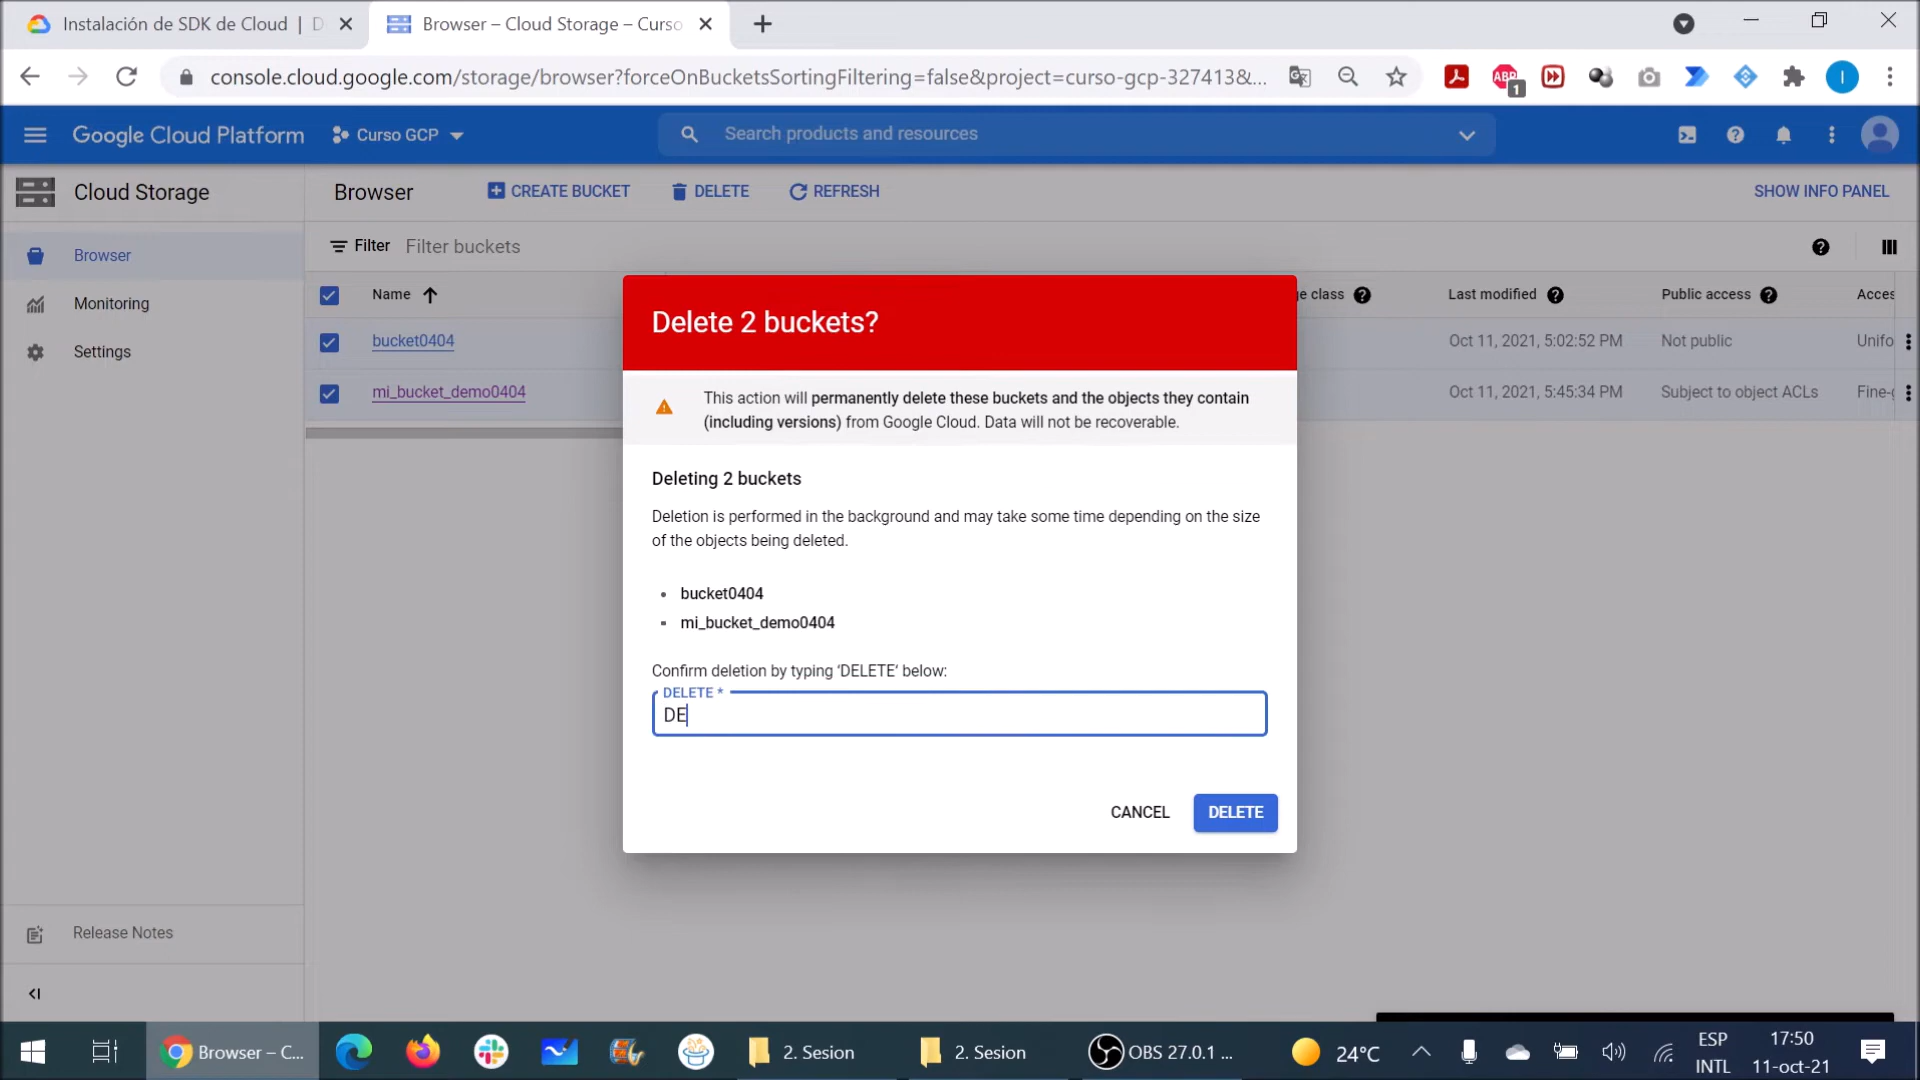 Instalación de SDK de Cloud | D
Browser – Cloud Storage – Curso
console.cloud.google.com/storage/browser?forceOnBucketsSortingFiltering=false&project=curso-gcp-327413&...
ABP
1
I
Google Cloud Platform
Curso GCP
Search products and resources
Cloud Storage
Browser
CREATE BUCKET
DELETE
REFRESH
SHOW INFO PANEL
Browser
Monitoring
Settings
Filter Filter buckets
Name
ge class
Last modified
Public access
Acces
bucket0404
Oct 11, 2021, 5:02:52 PM
Not public
Unifo
mi_bucket_demo0404
Oct 11, 2021, 5:45:34 PM
Subject to object ACLs
Fine-g
Delete 2 buckets?
This action will permanently delete these buckets and the objects they contain
(including versions) from Google Cloud. Data will not be recoverable.
Deleting 2 buckets
Deletion is performed in the background and may take some time depending on the size
of the objects being deleted.
• bucket0404
• mi_bucket_demo0404
Confirm deletion by typing ‘DELETE‘ below:
DELETE *
DE
CANCEL
DELETE
Release Notes
Browser – C...
2. Sesion
2. Sesion
OBS 27.0.1 ...
24°C
ESP
INTL
17:50
11-oct-21